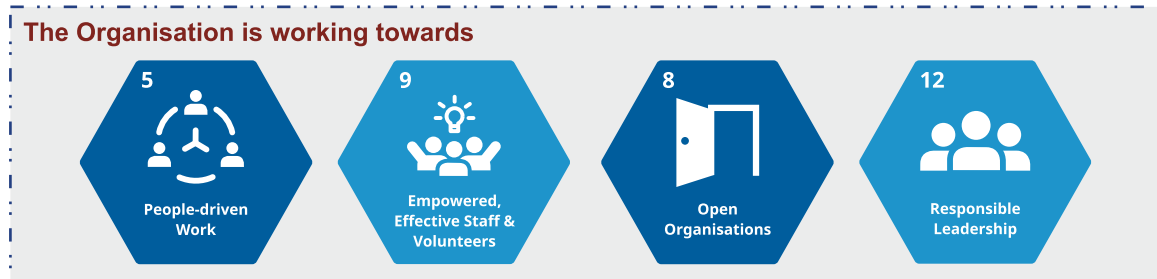 The Organisation is working towards
5
People-driven
Work
9
Empowered,
Effective Staff &
Volunteers
8
Open
Organisations
12
Responsible
Leadership